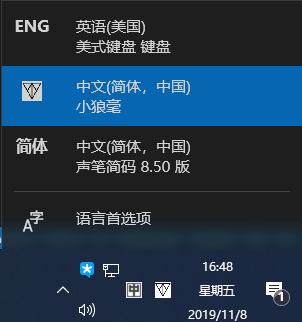 ENG 英语(美国)
美式键盘 键盘
中文(简体，中国)
小狼毫
简体 中文(简体，中国)
声笔简码 8.50 版
A字 语言首选项
16:48
中 星期五
2019/11/8
1